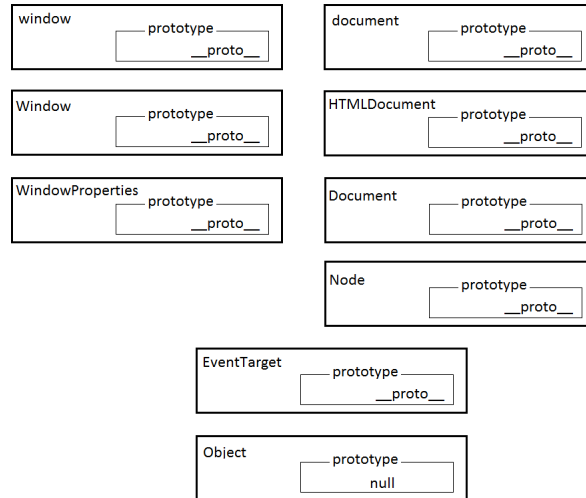 window
prototype
__proto__
document
prototype
__proto__
Window
prototype
__proto__
HTMLDocument
prototype
__proto__
WindowProperties
prototype
__proto__
Document
prototype
__proto__
Node
prototype
__proto__
EventTarget
prototype
__proto__
Object
prototype
null